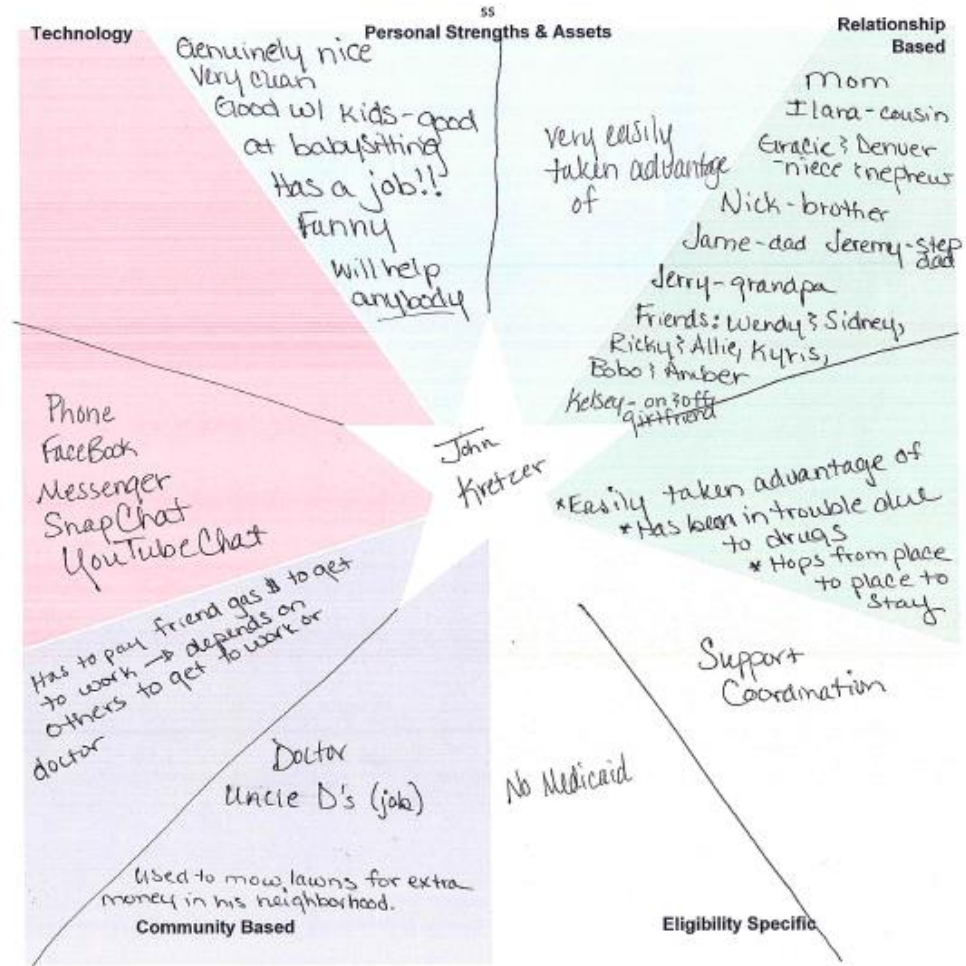 ss
Technology
Personal Strengths & Assets
Relationship
Based
Genuinely nice
Very clean
Good w/ kids-good
at babysitting
Has a job!!
Funny
Will help
anybody
very easily
taken advantage
of
Mom
Ilara-cousin
Gracie & Denver
-niece & nephew
Nick-brother
Jame-dad Jeremy-step
dad
Jerry-grandpa
Friends: Wendy & Sidney,
Ricky & Allie, Kyris,
Bobo & Amber
Kelsey-on & off
girlfriend
Phone
FaceBook
Messenger
SnapChat
YouTubeChat
John
Kretzer
*Easily taken advantage of
*Has been in trouble due
to drugs
* Hops from place
to place to
stay
Has to pay friend gas $ to get
to work → depends on
others to get to work or
doctor
Doctor
Uncle D's (job)
Used to mow lawns for extra
money in his neighborhood.
Community Based
Support
Coordination
No Medicaid
Eligibility Specific